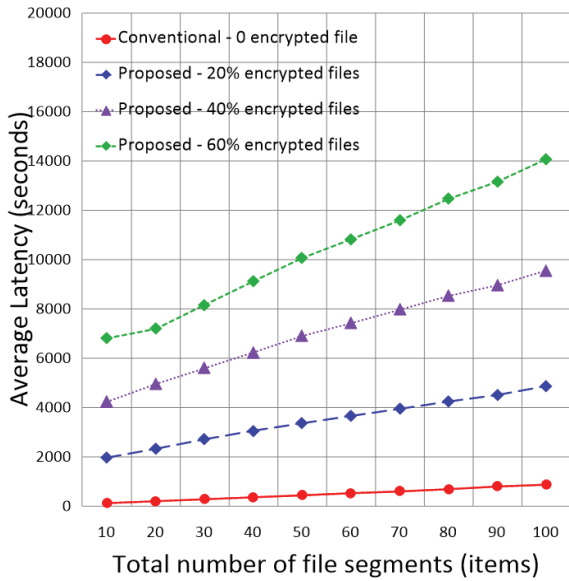 20000
18000
16000
14000
12000
10000
8000
6000
4000
2000
0
Conventional - 0 encrypted file
Proposed - 20% encrypted files
Proposed - 40% encrypted files
Proposed - 60% encrypted files
Average Latency (seconds)
10 20 30 40 50 60 70 80 90 100
Total number of file segments (items)